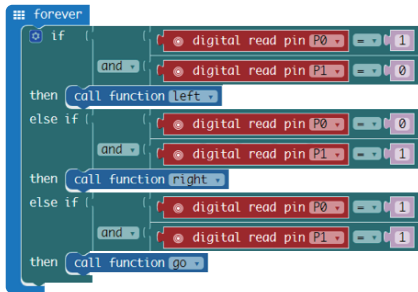 forever
if digital read pin P0 = 1
and digital read pin P1 = 0
then call function left
else if digital read pin P0 = 0
and digital read pin P1 = 1
then call function right
else if digital read pin P0 = 1
and digital read pin P1 = 1
then call function go